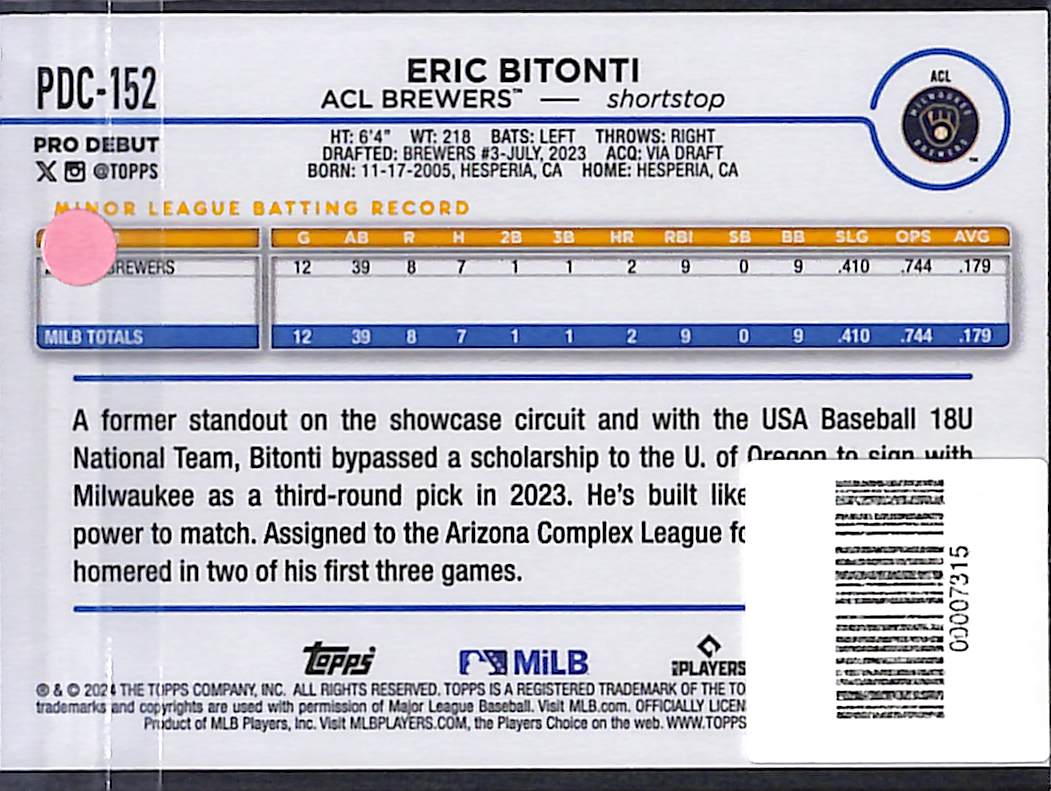 PDC-152
ERIC BITONTI
ACL BREWERS™ — shortstop
ACL
MILWAUKEE
BREWERS
PRO DEBUT
@TOPPS
HT: 6'4" WT: 218 BATS: LEFT THROWS: RIGHT
DRAFTED: BREWERS #3-JULY, 2023 ACQ: VIA DRAFT
BORN: 11-17-2005, HESPERIA, CA HOME: HESPERIA, CA
MINOR LEAGUE BATTING RECORD
G AB R H 2B 3B HR RBI SB BB SLG OPS AVG
BREWERS 12 39 8 7 1 1 2 9 0 9 .410 .744 .179
MILB TOTALS 12 39 8 7 1 1 2 9 0 9 .410 .744 .179
A former standout on the showcase circuit and with the USA Baseball 18U
National Team, Bitonti bypassed a scholarship to the U. of Oregon to sign with
Milwaukee as a third-round pick in 2023. He's built like
power to match. Assigned to the Arizona Complex League
homered in two of his first three games.
00007315
Topps MiLB PLAYERS
® & © 2024 THE TOPPS COMPANY, INC. ALL RIGHTS RESERVED. TOPPS IS A REGISTERED TRADEMARK OF THE
trademarks and copyrights are used with permission of Major League Baseball. Visit MLB.com. OFFICIALLY
Product of MLB Players, Inc. Visit MLBPLAYERS.COM, the Players Choice on the web. WWW.TOPPS